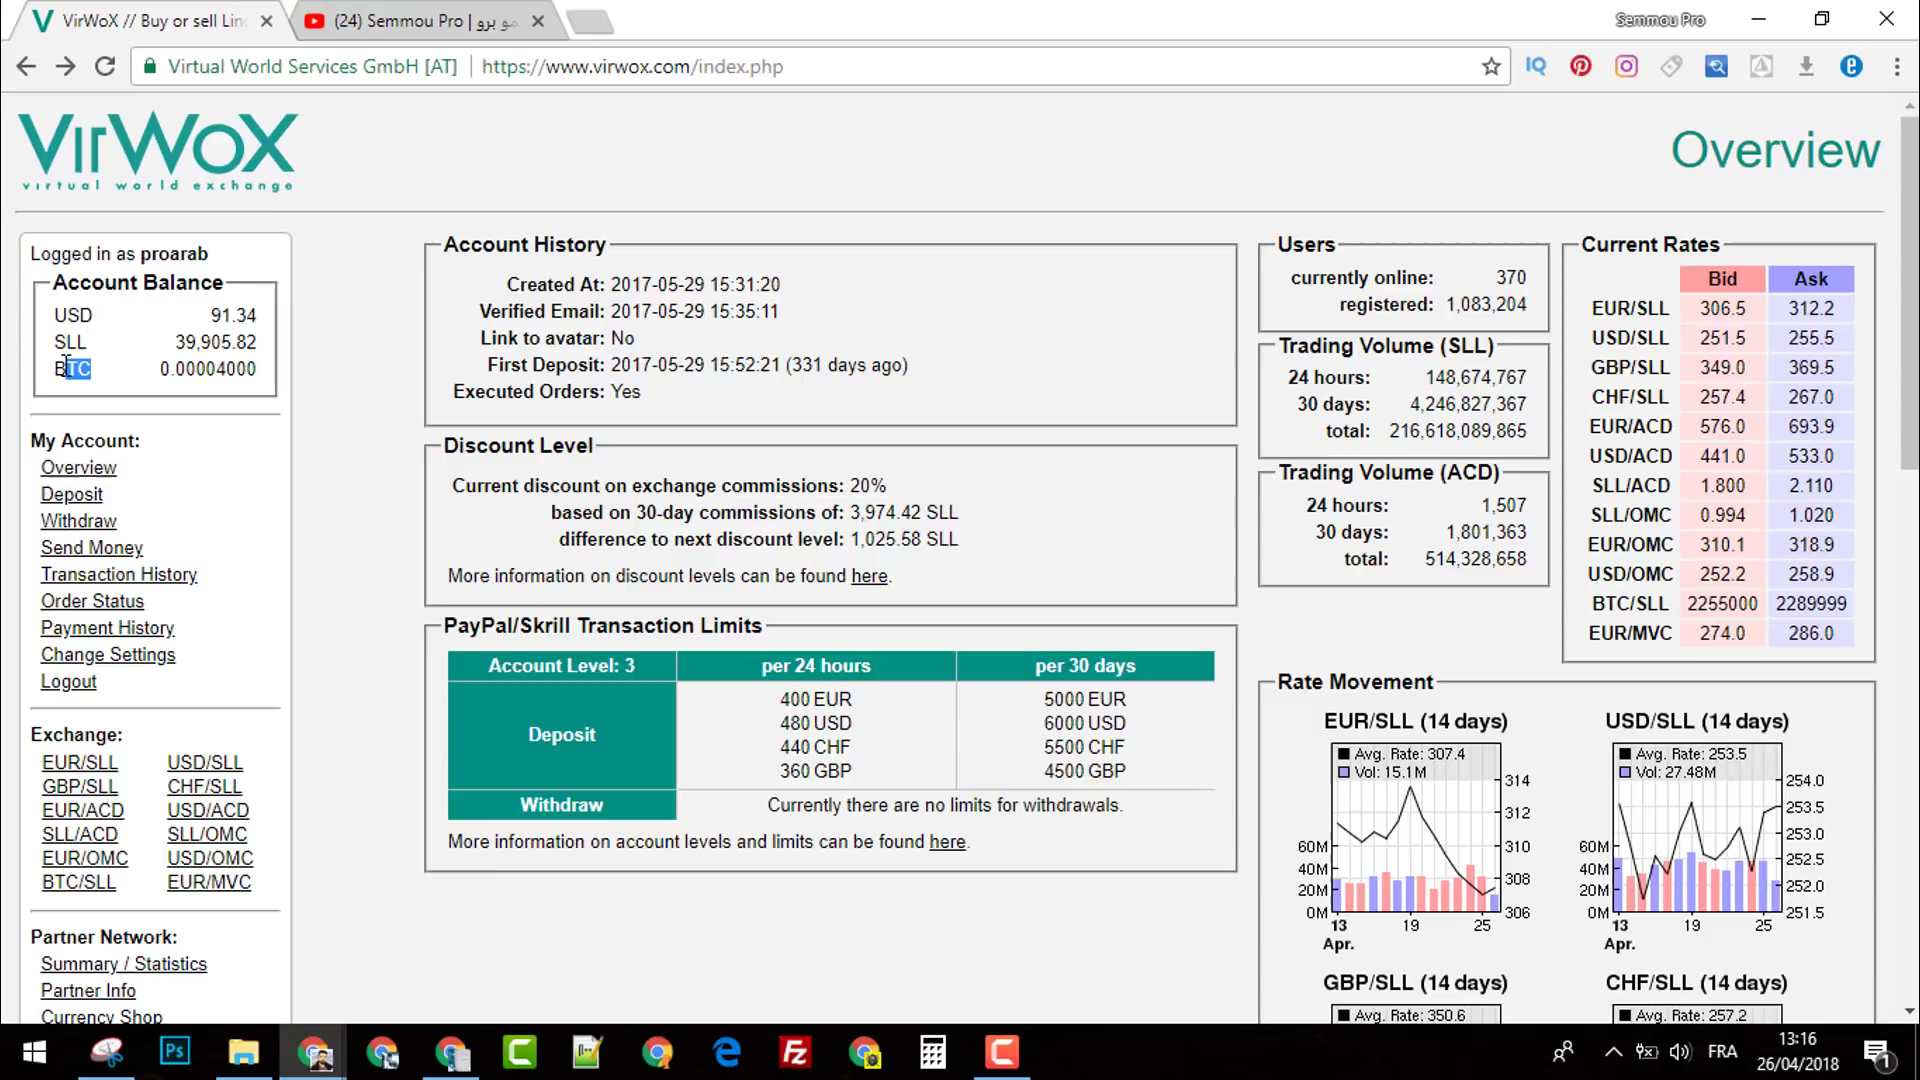 VirWoX // Buy or sell Lin
(24) Semmou Pro | مو برو
Semmou Pro
Virtual World Services GmbH [AT]
https://www.virwox.com/index.php
VirWoX
virtual world exchange
Overview
Logged in as proarab
Account Balance
USD 91.34
SLL 39,905.82
BTC 0.00004000
My Account:
Overview
Deposit
Withdraw
Send Money
Transaction History
Order Status
Payment History
Change Settings
Logout
Exchange:
EUR/SLL USD/SLL
GBP/SLL CHF/SLL
EUR/ACD USD/ACD
SLL/ACD SLL/OMC
EUR/OMC USD/OMC
BTC/SLL EUR/MVC
Partner Network:
Summary / Statistics
Partner Info
Currency Shop
Account History
Created At: 2017-05-29 15:31:20
Verified Email: 2017-05-29 15:35:11
Link to avatar: No
First Deposit: 2017-05-29 15:52:21 (331 days ago)
Executed Orders: Yes
Discount Level
Current discount on exchange commissions: 20%
based on 30-day commissions of: 3,974.42 SLL
difference to next discount level: 1,025.58 SLL
More information on discount levels can be found here.
PayPal/Skrill Transaction Limits
Account Level: 3 per 24 hours per 30 days
Deposit
400 EUR 5000 EUR
480 USD 6000 USD
440 CHF 5500 CHF
360 GBP 4500 GBP
Withdraw Currently there are no limits for withdrawals.
More information on account levels and limits can be found here.
Users
currently online: 370
registered: 1,083,204
Trading Volume (SLL)
24 hours: 148,674,767
30 days: 4,246,827,367
total: 216,618,089,865
Trading Volume (ACD)
24 hours: 1,507
30 days: 1,801,363
total: 514,328,658
Current Rates
Bid Ask
EUR/SLL 306.5 312.2
USD/SLL 251.5 255.5
GBP/SLL 349.0 369.5
CHF/SLL 257.4 267.0
EUR/ACD 576.0 693.9
USD/ACD 441.0 533.0
SLL/ACD 1.800 2.110
SLL/OMC 0.994 1.020
EUR/OMC 310.1 318.9
USD/OMC 252.2 258.9
BTC/SLL 2255000 2289999
EUR/MVC 274.0 286.0
Rate Movement
EUR/SLL (14 days)
Avg. Rate: 307.4
Vol: 15.1M
314
312
310
308
306
60M
40M
20M
0M
13 19 25
Apr.
USD/SLL (14 days)
Avg. Rate: 253.5
Vol: 27.48M
254.0
253.5
253.0
252.5
252.0
251.5
60M
40M
20M
0M
13 19 25
Apr.
GBP/SLL (14 days)
Avg. Rate: 350.6
CHF/SLL (14 days)
Avg. Rate: 257.2
IQ
Ps
Fz
FRA
13:16
26/04/2018
1